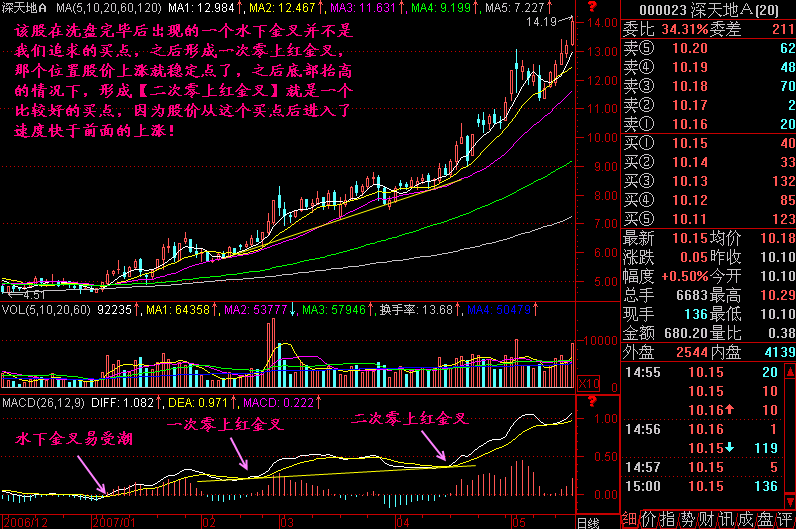 深天地A MA(5,10,20,60,120) MA1: 12.984↑, MA2: 12.467↑, MA3: 11.631↑, MA4: 9.199↑, MA5: 7.227↑
14.19
该股在洗盘完毕后出现的一个水下金叉并不是
我们追求的买点，之后形成一次零上红金叉，
那个位置股价上涨就稳定点了，之后底部抬高
的情况下，形成【二次零上红金叉】就是一个
比较好的买点，因为股价从这个买点后进入了
速度快于前面的上涨！
?
14.00
13.00
12.00
11.00
10.00
9.00
8.00
7.00
6.00
5.00
4.51
VOL(5,10,20,60) 92235↑, MA1: 64358↑, MA2: 53777↓, MA3: 57946↑, 换手率: 13.68↑, MA4: 50479↑
10000
X10
0
MACD(26,12,9) DIFF: 1.082↑, DEA: 0.971↑, MACD: 0.222↑
?
水下金叉易受潮
一次零上红金叉
二次零上红金叉
1.00
0.50
0.00
2006/12 2007/01 02 03 04 05 日线
000023 深天地A(20)
委比 34.31% 委差 211
卖⑤ 10.20 62
卖④ 10.19 48
卖③ 10.18 70
卖② 10.17 2
卖① 10.16 20
买① 10.15 40
买② 10.14 33
买③ 10.13 132
买④ 10.12 85
买⑤ 10.11 123
最新 10.15 均价 10.18
涨跌 0.05 昨收 10.10
幅度 +0.50% 今开 10.10
总手 6683 最高 10.29
现手 136 最低 10.10
金额 680.20 量比 0.38
外盘 2544 内盘 4139
14:55 10.15 20
10.15 10
10.16↑ 10
14:56 10.16 1
10.15↓ 119
14:57 10.15 5
15:00 10.15 136
细 价 指 势 财 讯 成 盘 评